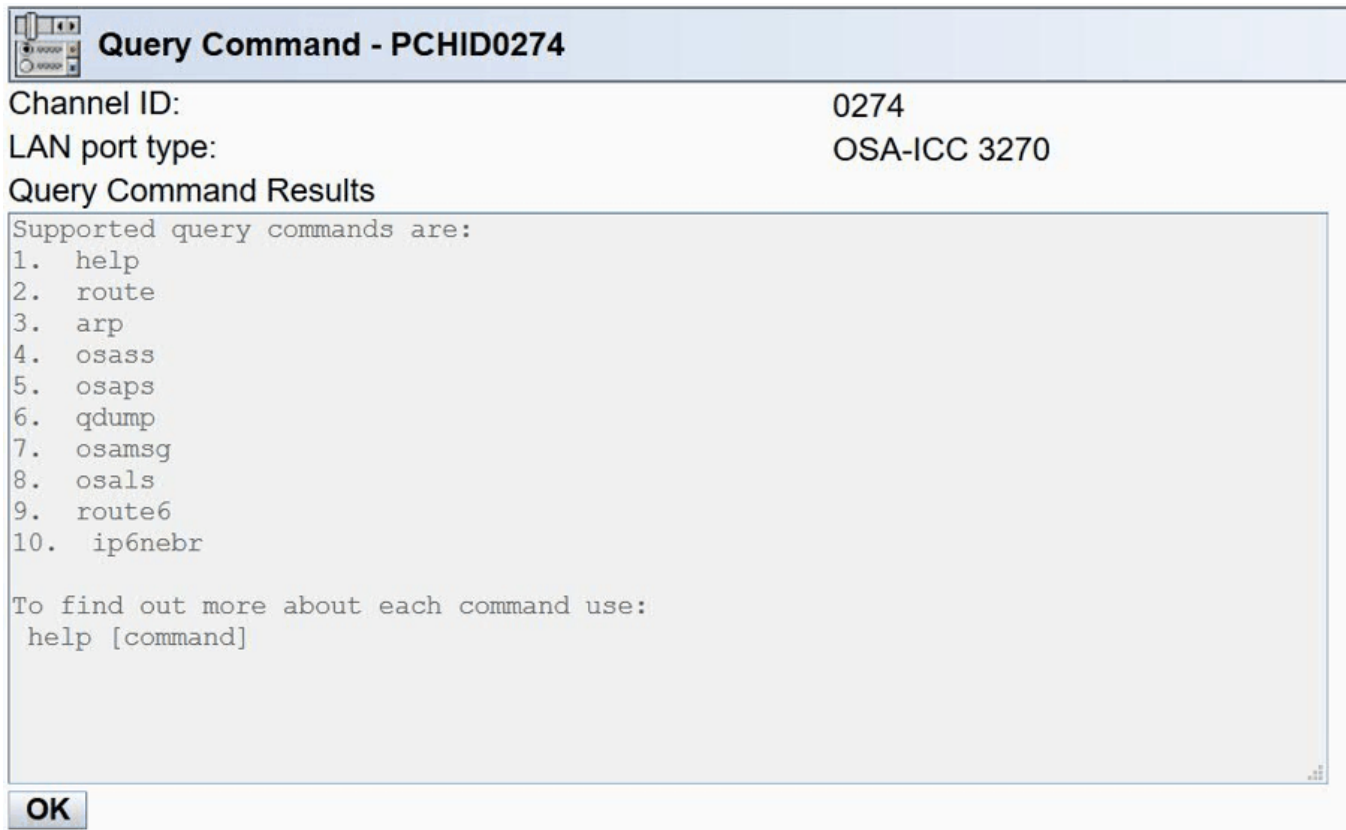 Query Command - PCHID0274
Channel ID: 0274
LAN port type: OSA-ICC 3270
Query Command Results
Supported query commands are:
1. help
2. route
3. arp
4. osass
5. osaps
6. qdump
7. osamsg
8. osals
9. route6
10. ip6nebr
To find out more about each command use:
help [command]
OK